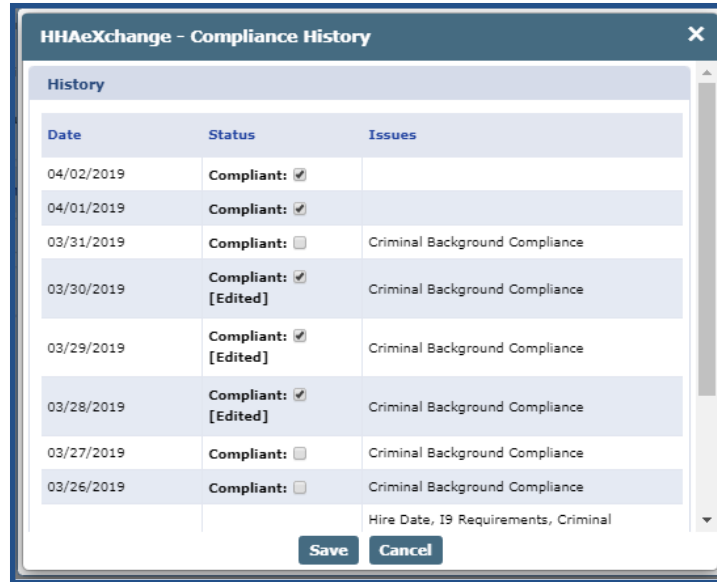 HHAeXchange - Compliance History
History
Date Status Issues
04/02/2019 Compliant:
04/01/2019 Compliant:
03/31/2019 Compliant: Criminal Background Compliance
03/30/2019 Compliant: [Edited] Criminal Background Compliance
03/29/2019 Compliant: [Edited] Criminal Background Compliance
03/28/2019 Compliant: [Edited] Criminal Background Compliance
03/27/2019 Compliant: Criminal Background Compliance
03/26/2019 Compliant: Criminal Background Compliance
Hire Date, I9 Requirements, Criminal
Save Cancel